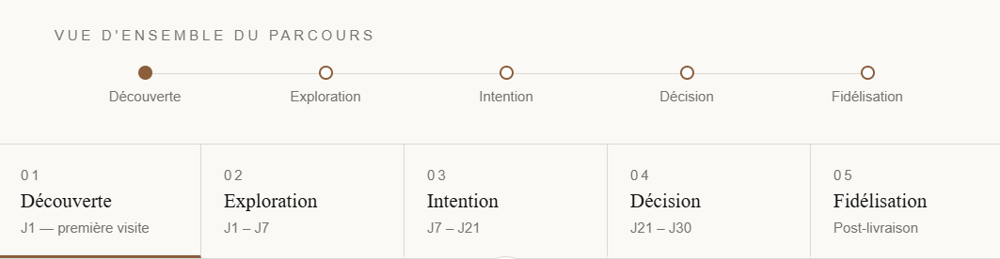 VUE D'ENSEMBLE DU PARCOURS
Découverte
Exploration
Intention
Décision
Fidélisation
01
Découverte
J1 — première visite
02
Exploration
J1 – J7
03
Intention
J7 – J21
04
Décision
J21 – J30
05
Fidélisation
Post-livraison